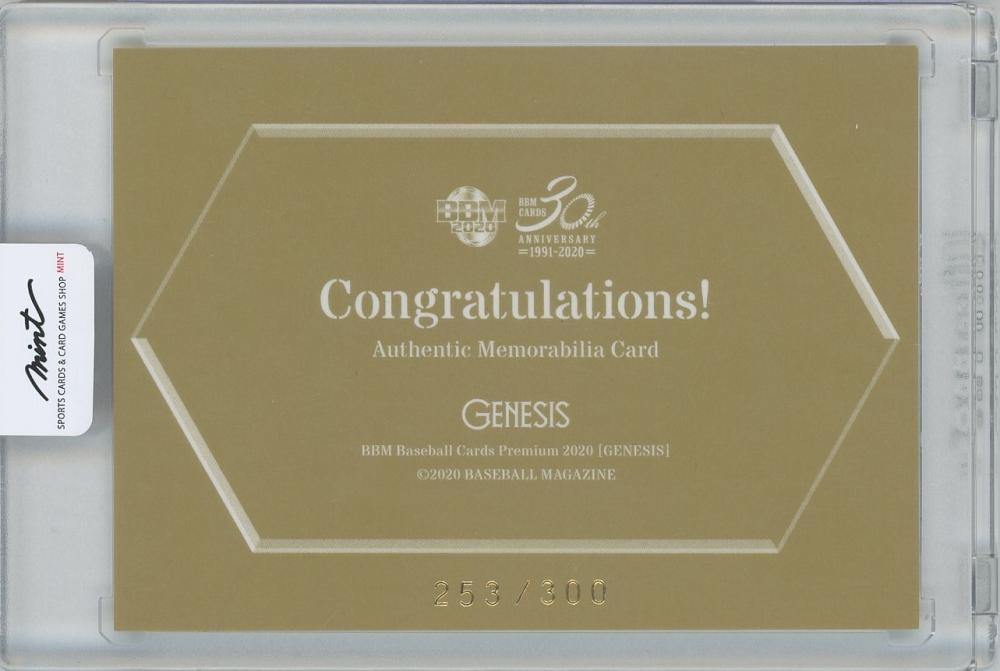 BBM
2020
BBM
CARDS
30th
ANNIVERSARY
=1991-2020=
Congratulations!
Authentic Memorabilia Card
GENESIS
BBM Baseball Cards Premium 2020 [GENESIS]
©2020 BASEBALL MAGAZINE
253/300
mint
SPORTS CARDS & CARD GAMES SHOP MINT